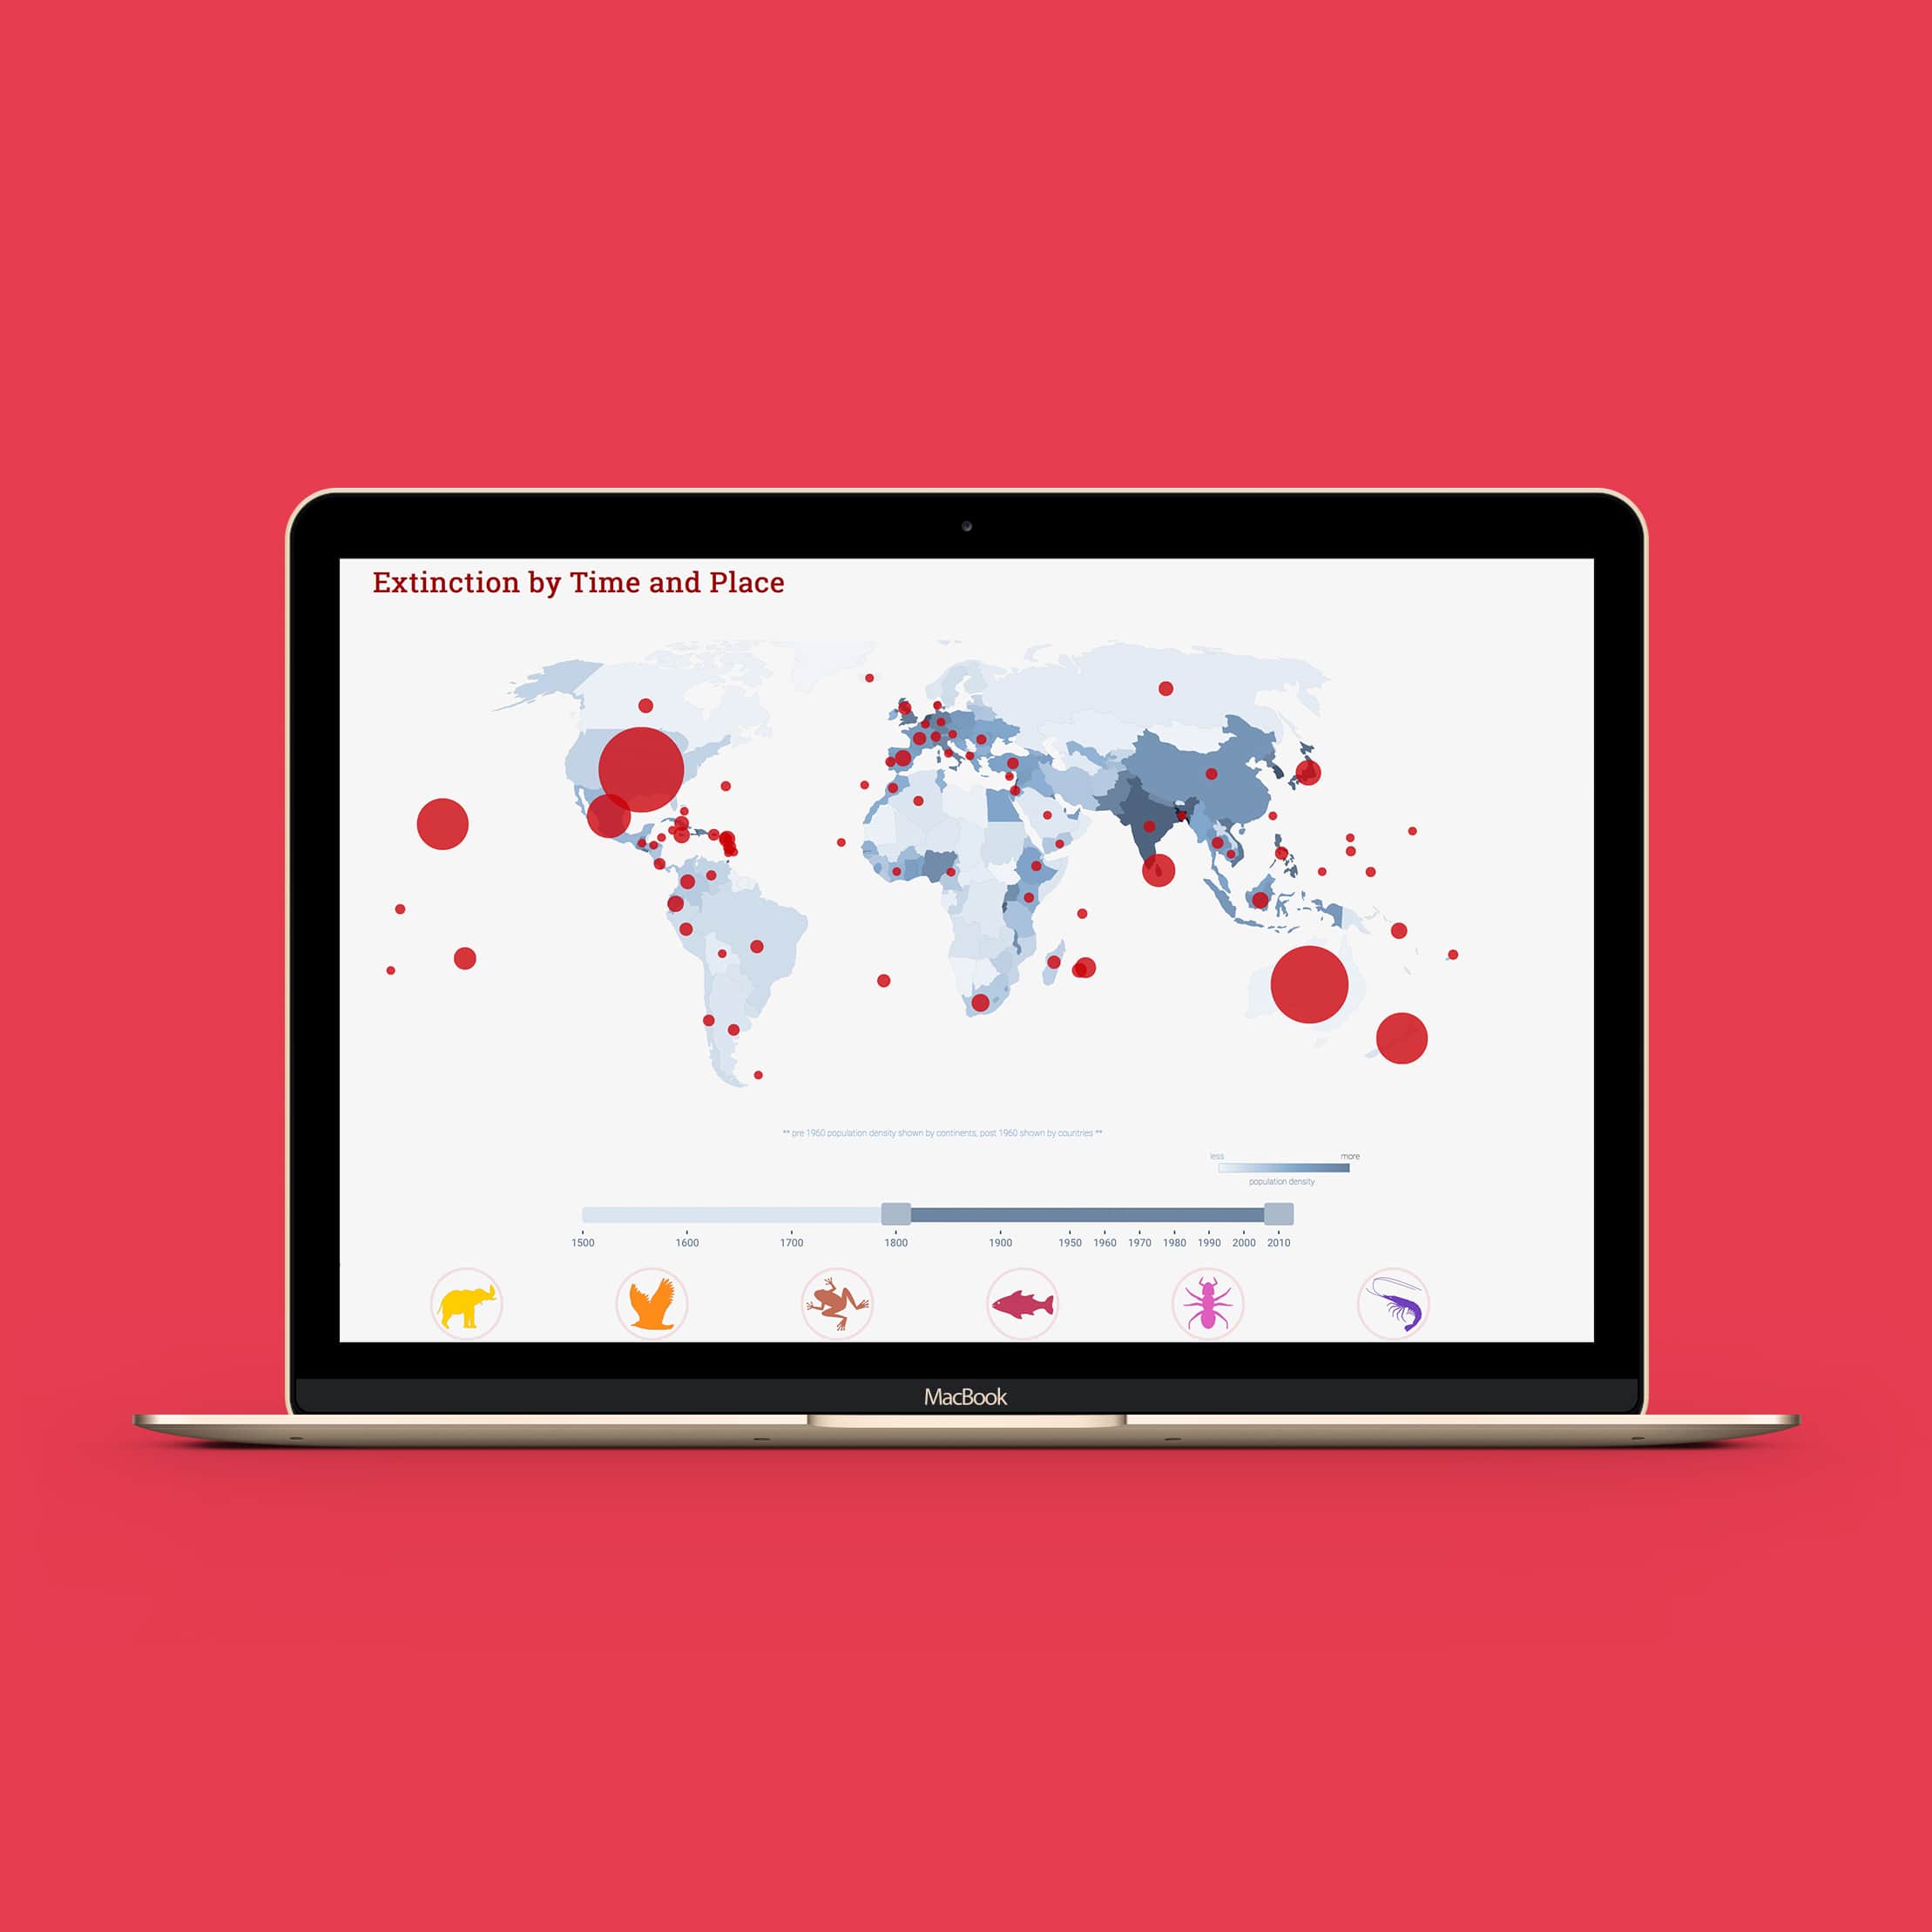 Extinction by Time and Place
** pre 1960 population density shown by continents, post 1960 shown by countries **
less more
population density
1500 1600 1700 1800 1900 1950 1960 1970 1980 1990 2000 2010
MacBook